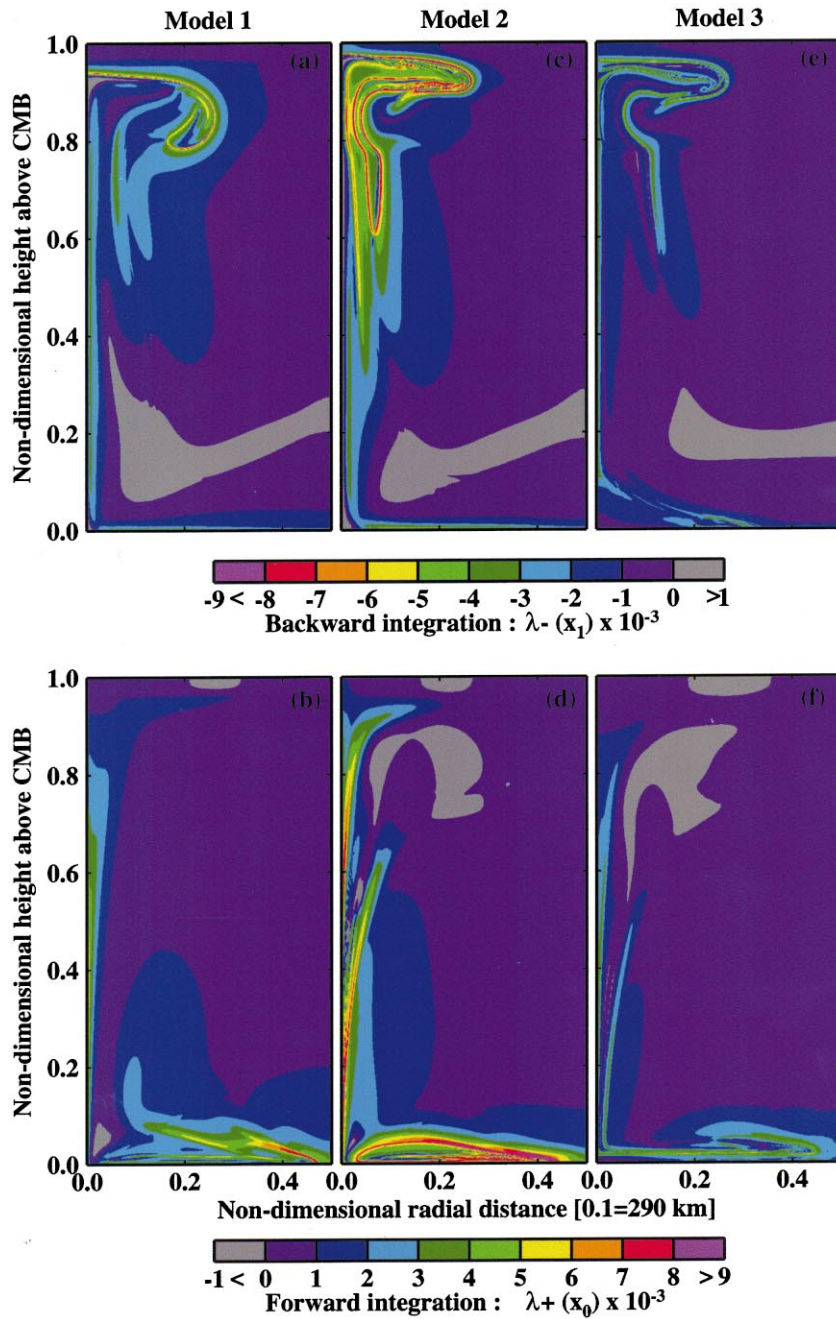 Model 1 Model 2 Model 3
1.0 (a) (c) (e)
0.8
0.6
0.4
0.2
0.0
Non-dimensional height above CMB
-9 < -8 -7 -6 -5 -4 -3 -2 -1 0 >1
Backward integration : λ- (x₁) x 10⁻³
1.0 (b) (d) (f)
0.8
0.6
0.4
0.2
0.0
Non-dimensional height above CMB
0.0 0.2 0.4 0.0 0.2 0.4 0.0 0.2 0.4
Non-dimensional radial distance [0.1=290 km]
-1 < 0 1 2 3 4 5 6 7 8 > 9
Forward integration : λ+ (x₀) x 10⁻³